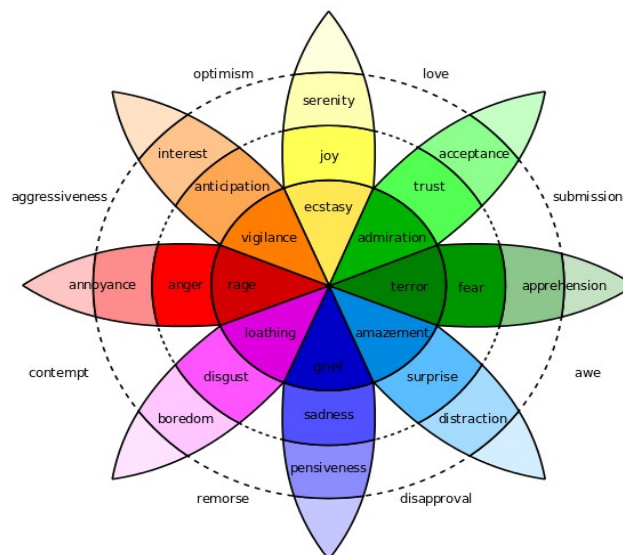 optimism
love
serenity
interest
joy
acceptance
anticipation
trust
aggressiveness
ecstasy
submission
vigilance
admiration
annoyance
anger
rage
terror
fear
apprehension
loathing
amazement
contempt
disgust
grief
surprise
awe
boredom
sadness
distraction
pensiveness
remorse
disapproval